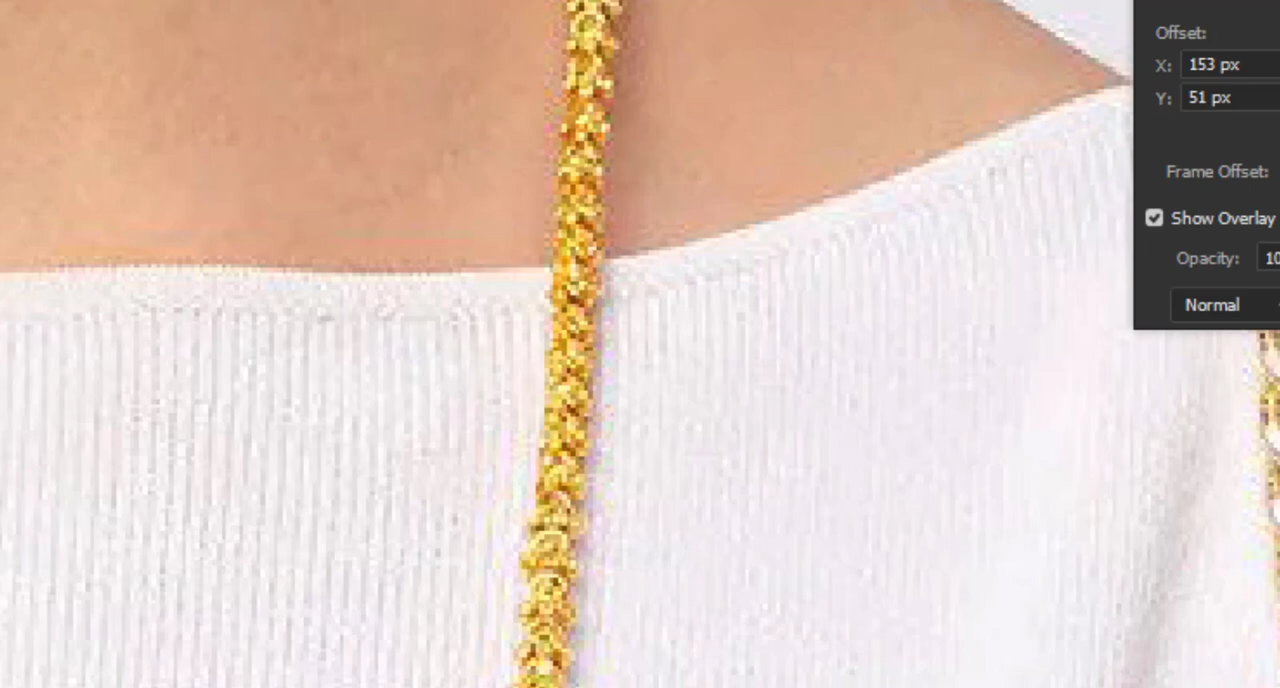 Offset:
X: 153 px
Y: 51 px
Frame Offset:
Show Overlay
Opacity:
Normal